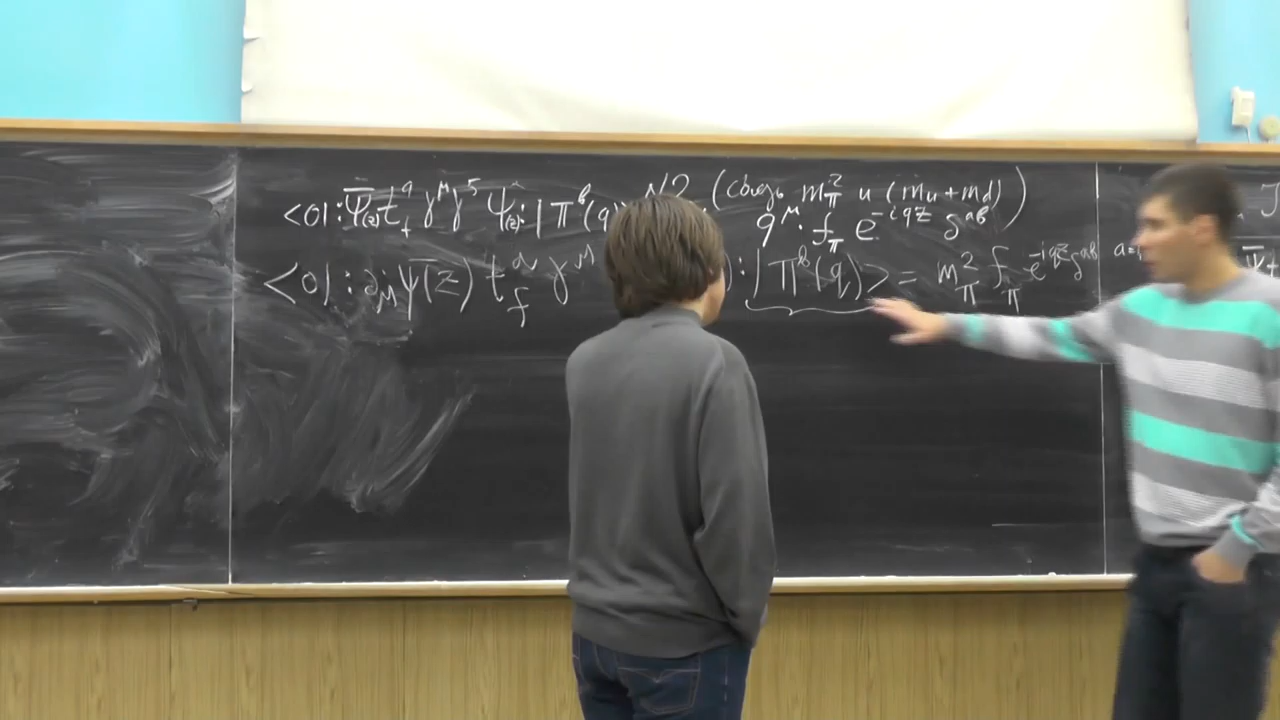 №2 (связь m_π^2 и (m_u + m_d))
<0|:Ψ̄(z) t_f^a γ^μ γ^5 Ψ(z):|π^b(q) q^μ · f_π e^{-iqz} δ^{ab}
<0|:∂_μ Ψ̄(z) t_f^a γ^μ ):|π^b(q)> = m_π^2 f_π e^{-iqz} δ^{ab}
J
a=
Ψ̄t